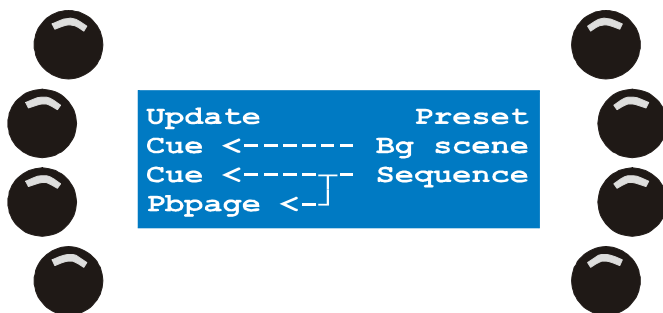 Update Preset
Cue <------ Bg scene
Cue <------ Sequence
Pbpage <-